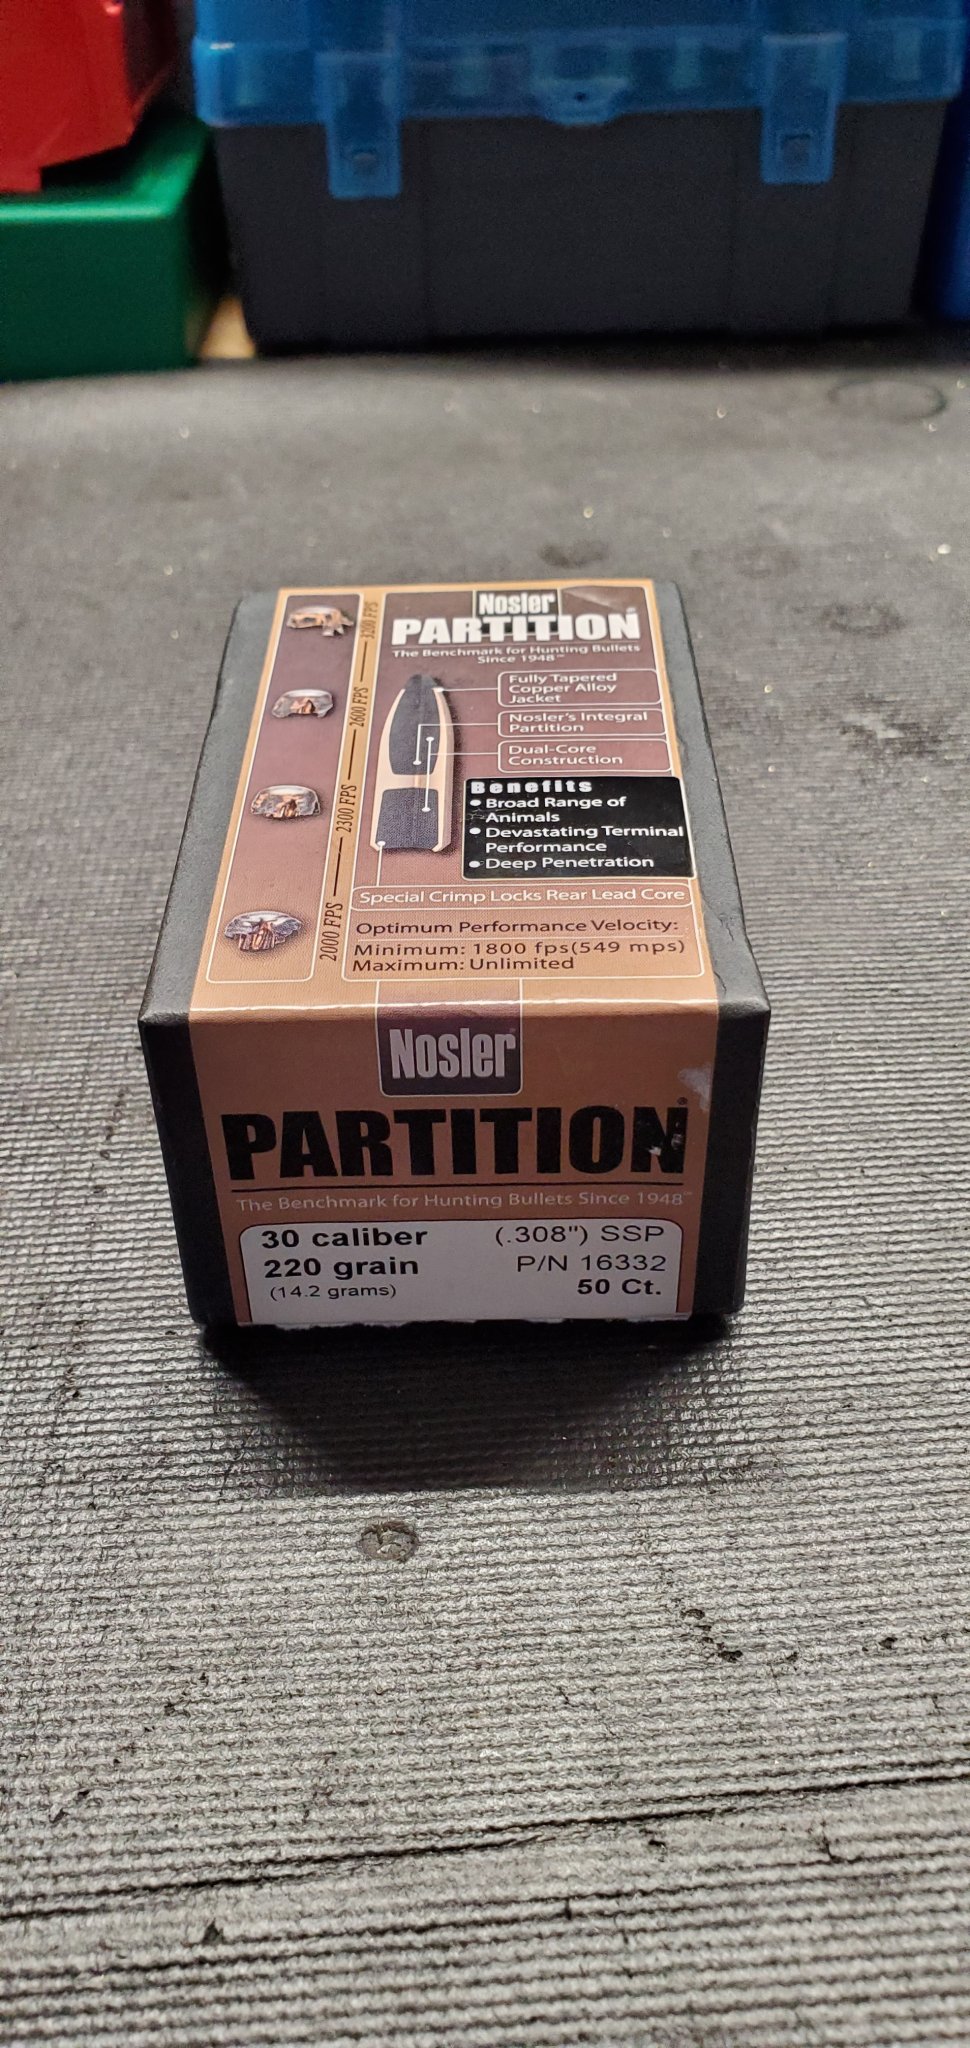 Nosler
PARTITION®
The Benchmark for Hunting Bullets
Since 1948™
Fully Tapered
Copper Alloy
Jacket
Nosler's Integral
Partition
Dual-Core
Construction
Benefits
• Broad Range of
Animals
• Devastating Terminal
Performance
• Deep Penetration
Special Crimp Locks Rear Lead Core
Optimum Performance Velocity:
Minimum: 1800 fps(549 mps)
Maximum: Unlimited
3200 FPS
2600 FPS
2300 FPS
2000 FPS
Nosler®
PARTITION®
The Benchmark for Hunting Bullets Since 1948™
30 caliber (.308") SSP
220 grain P/N 16332
(14.2 grams) 50 Ct.